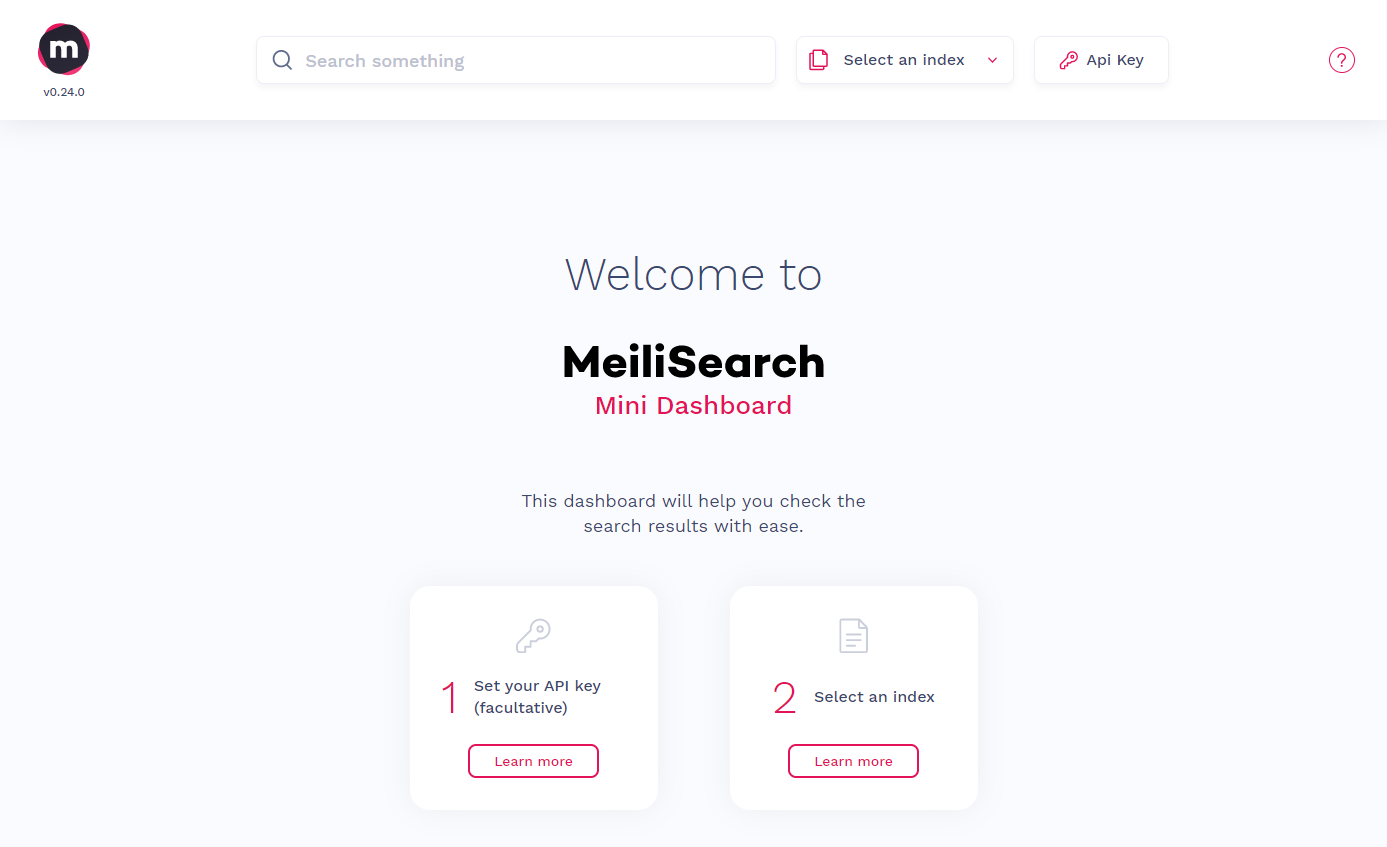 m
v0.24.0
Search something
Select an index
Api Key
?
Welcome to
MeiliSearch
Mini Dashboard
This dashboard will help you check the
search results with ease.
1
Set your API key
(facultative)
Learn more
2
Select an index
Learn more